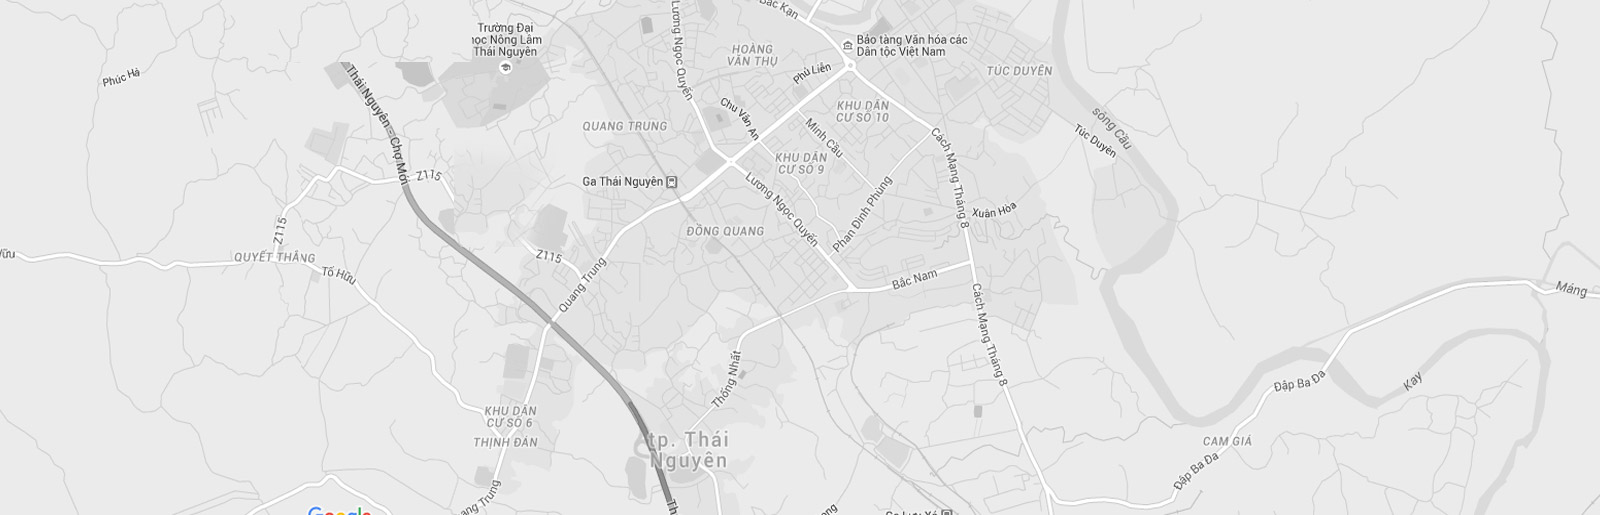 Bắc Kạn
Trường Đại
học Nông Lâm
Thái Nguyên
Lương Ngọc Quyến
HOÀNG
VĂN THỤ
Bảo tàng Văn hóa các
Dân tộc Việt Nam
Phúc Hà
Phủ Liễn
TÚC DUYÊN
Thái Nguyên - Chợ Mới
Chu Văn An
KHU DÂN
CƯ SỐ 10
sông Cầu
QUANG TRUNG
Minh Cầu
Cách Mạng Tháng 8
Túc Duyên
KHU DÂN
CƯ SỐ 9
Z115
Ga Thái Nguyên
Lương Ngọc Quyến
Phan Đình Phùng
Xuân Hòa
Z115
ĐỒNG QUANG
QUYẾT THẮNG
Z115
Tố Hữu
Quang Trung
Bắc Nam
Cách Mạng Tháng 8
Máng
Thống Nhất
Đập Ba Đa
Kay
KHU DÂN
CƯ SỐ 6
THỊNH ĐÁN
tp. Thái
Nguyên
CAM GIÁ
Đập Ba Đa
Quang Trung
Google